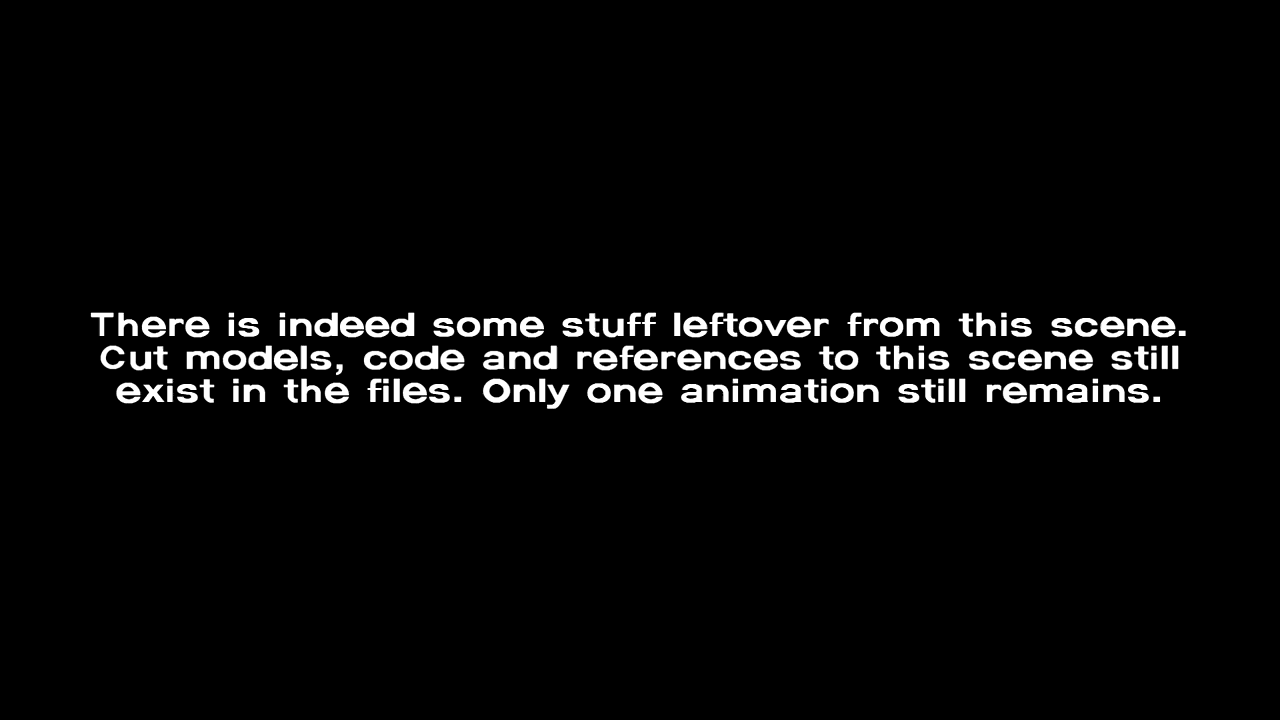 There is indeed some stuff leftover from this scene.
Cut models, code and references to this scene still
exist in the files. Only one animation still remains.